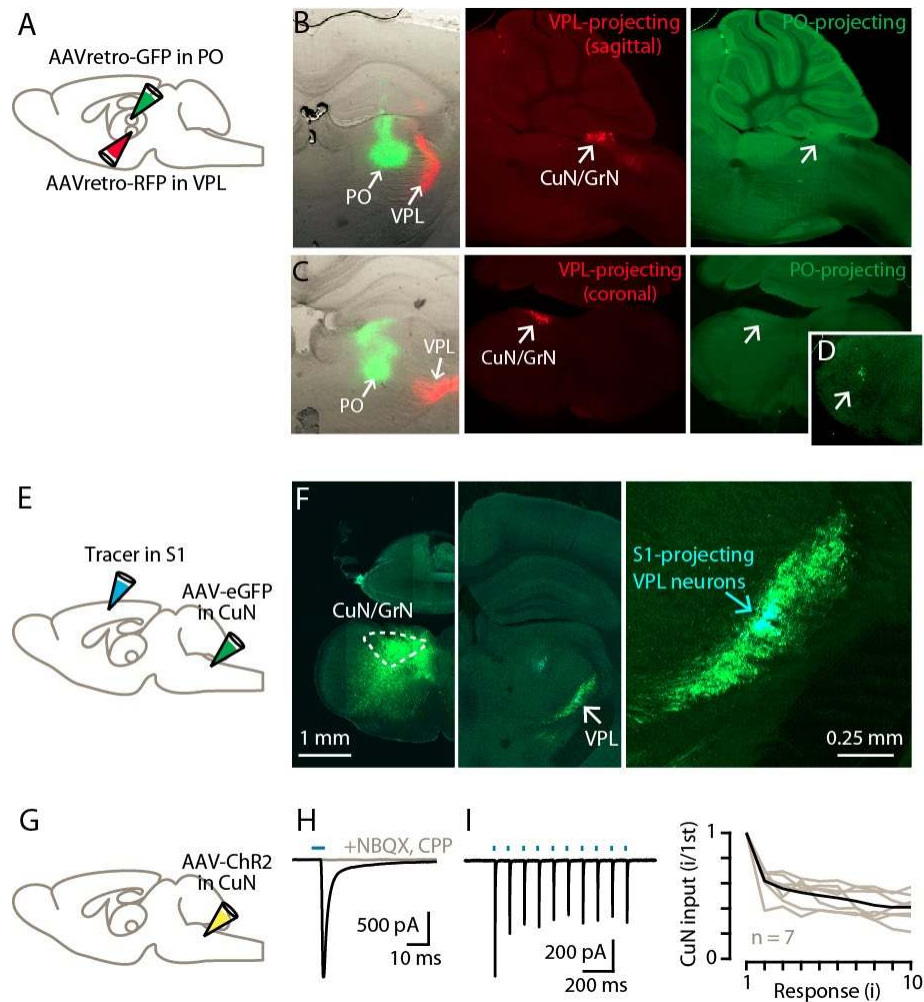 A
AAVretro-GFP in PO
AAVretro-RFP in VPL
B
PO
VPL
VPL-projecting
(sagittal)
CuN/GrN
PO-projecting
C
VPL
PO
VPL-projecting
(coronal)
CuN/GrN
PO-projecting
D
E
Tracer in S1
AAV-eGFP
in CuN
F
CuN/GrN
1 mm
VPL
S1-projecting
VPL neurons
0.25 mm
G
AAV-ChR2
in CuN
H
+NBQX, CPP
500 pA
10 ms
I
200 pA
200 ms
CuN input (i/1st)
1
0
n = 7
1
10
Response (i)